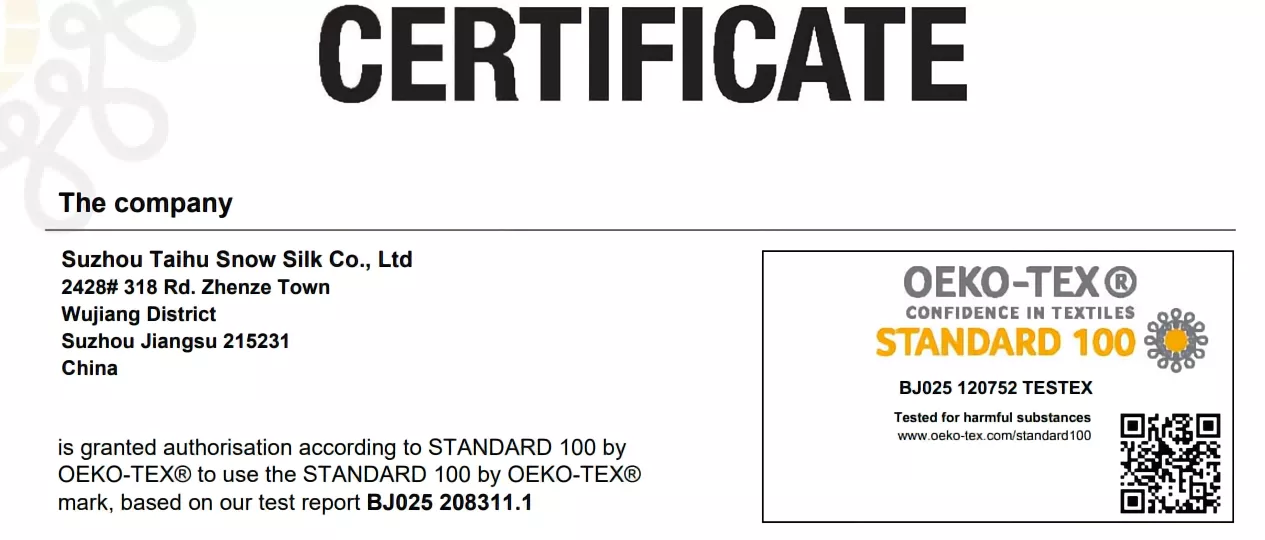 CERTIFICATE
The company
Suzhou Taihu Snow Silk Co., Ltd
2428# 318 Rd. Zhenze Town
Wujiang District
Suzhou Jiangsu 215231
China
is granted authorisation according to STANDARD 100 by
OEKO-TEX® to use the STANDARD 100 by OEKO-TEX®
mark, based on our test report BJ025 208311.1
OEKO-TEX®
CONFIDENCE IN TEXTILES
STANDARD 100
BJ025 120752 TESTEX
Tested for harmful substances
www.oeko-tex.com/standard100